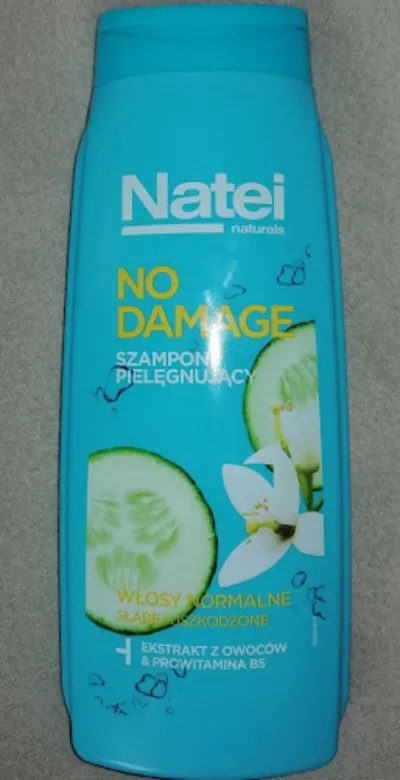 Natei
naturals
NO
DAMAGE
SZAMPON
PIELĘGNUJĄCY
WŁOSY NORMALNE
SŁABE I USZKODZONE
EKSTRAKT Z OWOCÓW
& PROWITAMINA B5